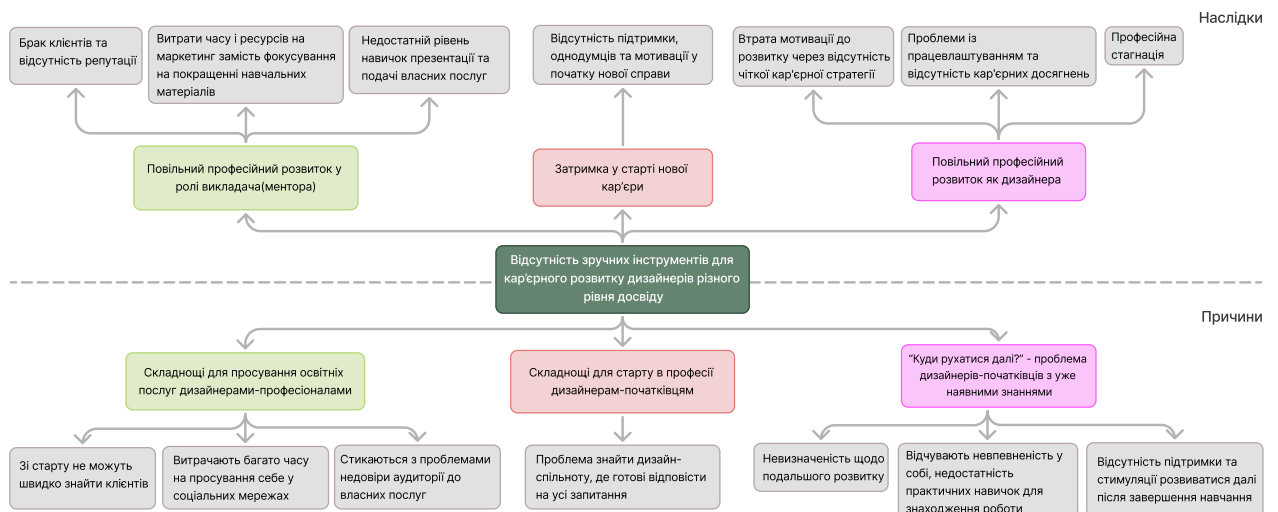 Наслідки
Брак клієнтів та
відсутність репутації
Витрати часу і ресурсів на
маркетинг замість фокусування
на покращенні навчальних
матеріалів
Недостатній рівень
навичок презентації та
подачі власних послуг
Відсутність підтримки,
однодумців та мотивації у
початку нової справи
Втрата мотивації до
розвитку через відсутність
чіткої кар'єрної стратегії
Проблеми із
працевлаштуванням та
відсутність кар'єрних досягнень
Професійна
стагнація
Повільний професійний розвиток у
ролі викладача(ментора)
Затримка у старті нової
кар'єри
Повільний професійний
розвиток як дизайнера
Відсутність зручних інструментів для
кар'єрного розвитку дизайнерів різного
рівня досвіду
Причини
Складнощі для просування освітніх
послуг дизайнерами-професіоналами
Складнощі для старту в професії
дизайнерам-початківцям
“Куди рухатися далі?” - проблема
дизайнерів-початківців з уже
наявними знаннями
Зі старту не можуть
швидко знайти клієнтів
Витрачають багато часу
на просування себе у
соціальних мережах
Стикаються з проблемами
недовіри аудиторії до
власних послуг
Проблема знайти дизайн-
спільноту, де готові відповісти
на усі запитання
Невизначеність щодо
подальшого розвитку
Відчувають невпевненість у
собі, недостатність
практичних навичок для
знаходження роботи
Відсутність підтримки та
стимуляції розвиватися далі
після завершення навчання